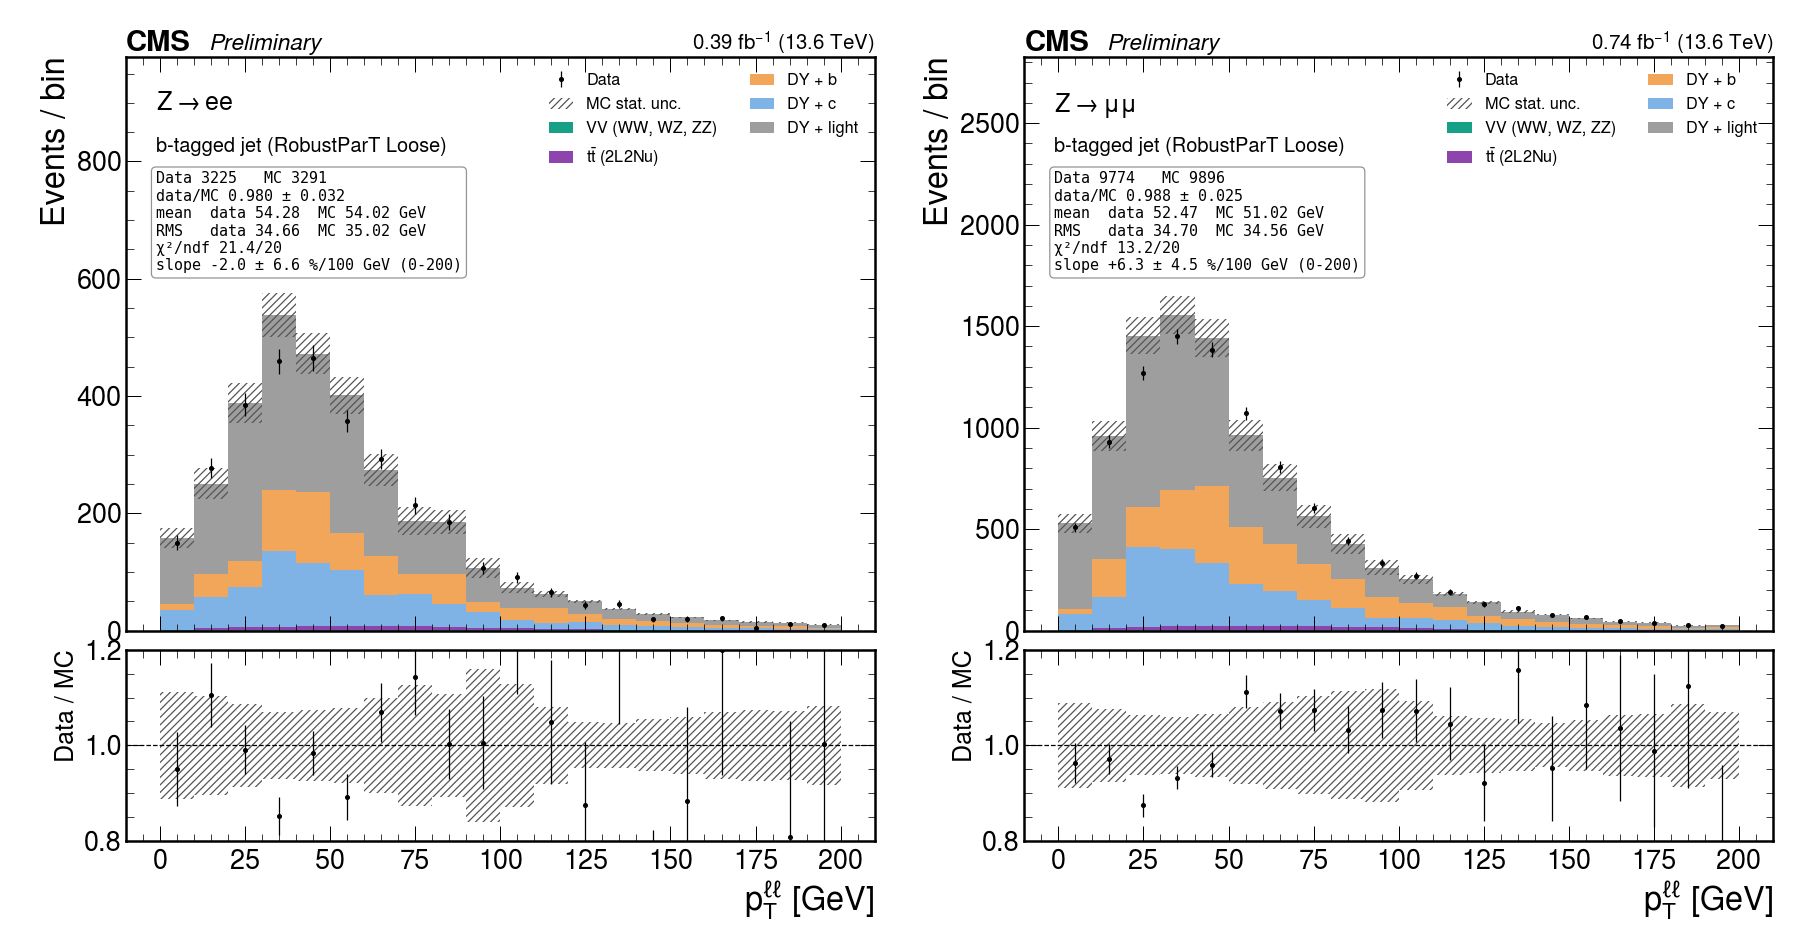 CMS Preliminary 0.39 fb⁻¹ (13.6 TeV)
Events / bin
Z → ee
b-tagged jet (RobustParT Loose)
Data 3225 MC 3291
data/MC 0.980 ± 0.032
mean data 54.28 MC 54.02 GeV
RMS data 34.66 MC 35.02 GeV
χ²/ndf 21.4/20
slope -2.0 ± 6.6 %/100 GeV (0-200)
Data
MC stat. unc.
VV (WW, WZ, ZZ)
tt̄ (2L2Nu)
DY + b
DY + c
DY + light
800
600
400
200
0
Data / MC
1.2
1.0
0.8
0 25 50 75 100 125 150 175 200
p_T^ℓℓ [GeV]
CMS Preliminary 0.74 fb⁻¹ (13.6 TeV)
Events / bin
Z → μμ
b-tagged jet (RobustParT Loose)
Data 9774 MC 9896
data/MC 0.988 ± 0.025
mean data 52.47 MC 51.02 GeV
RMS data 34.70 MC 34.56 GeV
χ²/ndf 13.2/20
slope +6.3 ± 4.5 %/100 GeV (0-200)
Data
MC stat. unc.
VV (WW, WZ, ZZ)
tt̄ (2L2Nu)
DY + b
DY + c
DY + light
2500
2000
1500
1000
500
0
Data / MC
1.2
1.0
0.8
0 25 50 75 100 125 150 175 200
p_T^ℓℓ [GeV]